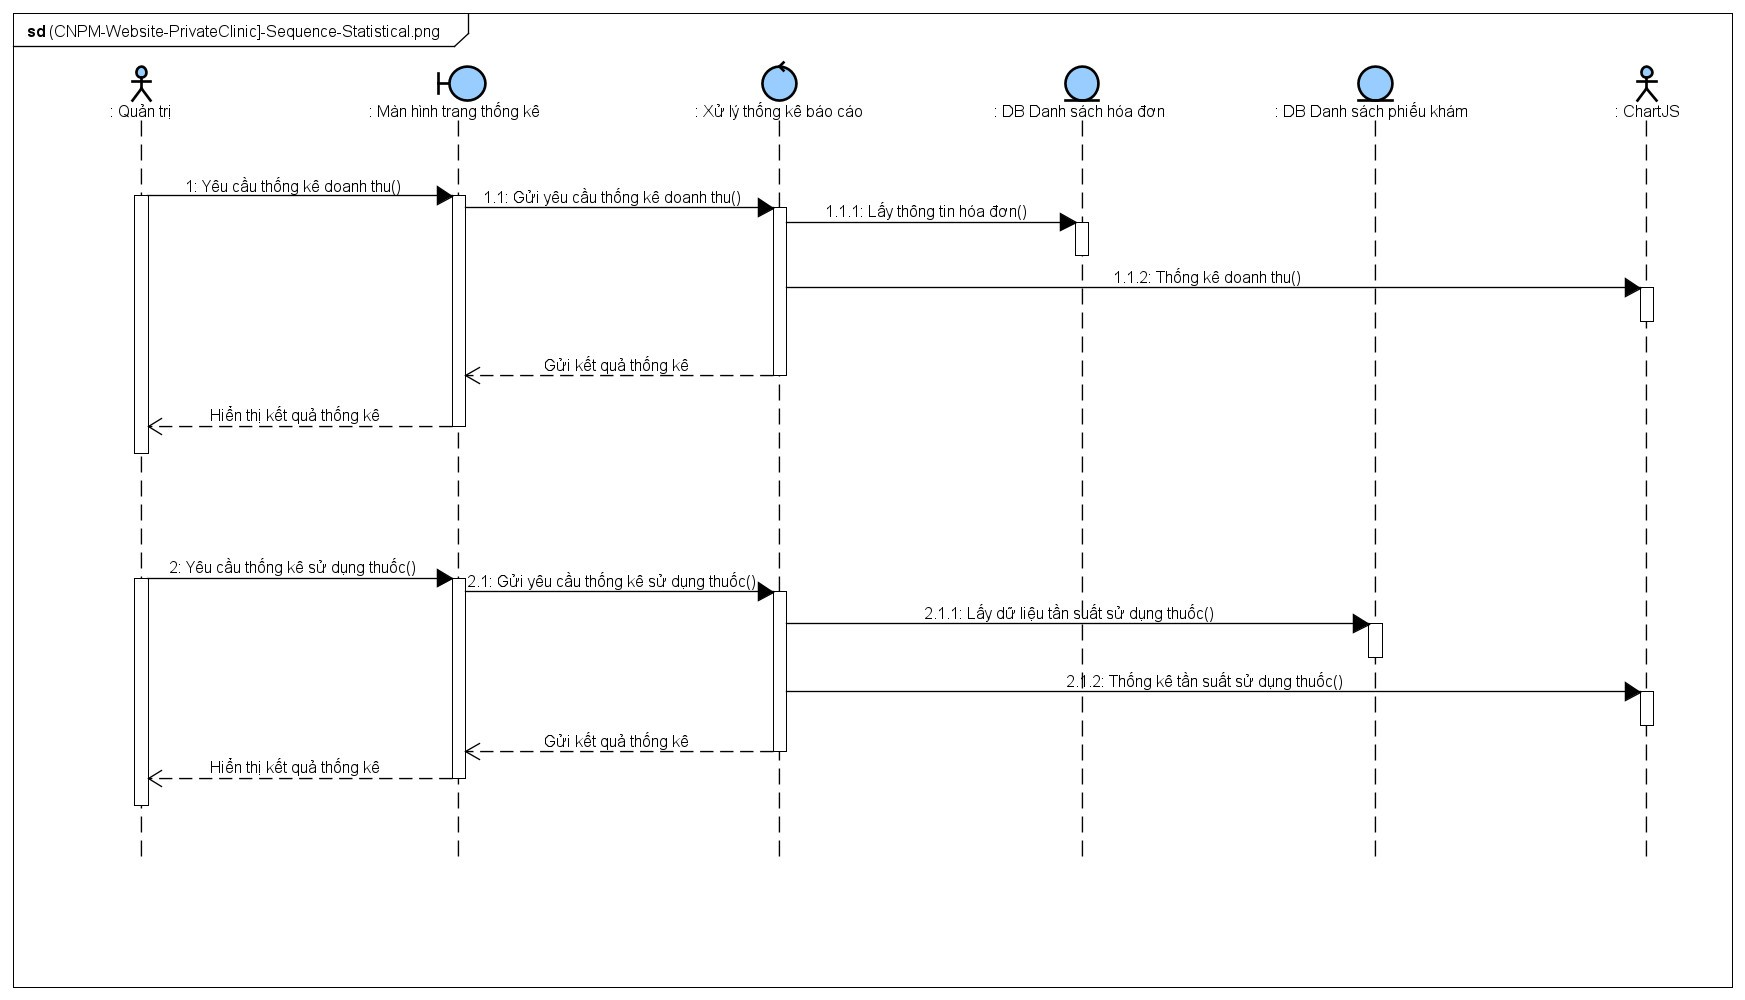 sd (CNPM-Website-PrivateClinic]-Sequence-Statistical.png
: Quản trị
: Màn hình trang thống kê
: Xử lý thống kê báo cáo
: DB Danh sách hóa đơn
: DB Danh sách phiếu khám
: ChartJS
1: Yêu cầu thống kê doanh thu()
1.1: Gửi yêu cầu thống kê doanh thu()
1.1.1: Lấy thông tin hóa đơn()
1.1.2: Thống kê doanh thu()
Gửi kết quả thống kê
Hiển thị kết quả thống kê
2: Yêu cầu thống kê sử dụng thuốc()
2.1: Gửi yêu cầu thống kê sử dụng thuốc()
2.1.1: Lấy dữ liệu tần suất sử dụng thuốc()
2.1.2: Thống kê tần suất sử dụng thuốc()
Gửi kết quả thống kê
Hiển thị kết quả thống kê